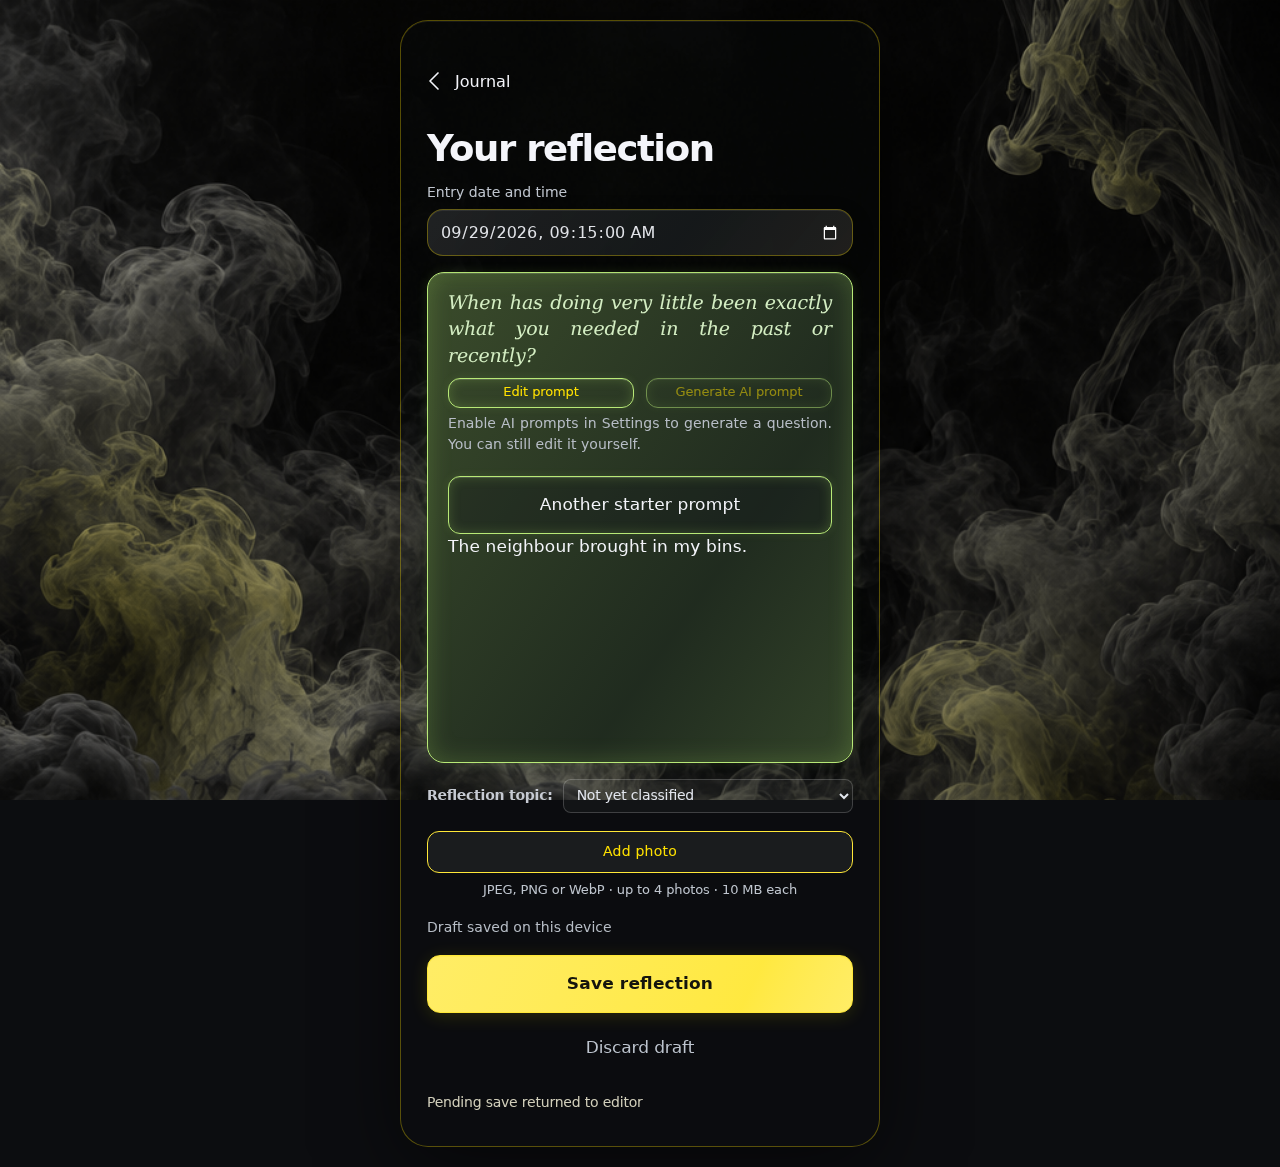 Journal
Your reflection
Entry date and time
09/29/2026, 09:15:00 AM
When has doing very little been exactly
what you needed in the past or
recently?
Edit prompt
Generate AI prompt
Enable AI prompts in Settings to generate a question.
You can still edit it yourself.
Another starter prompt
The neighbour brought in my bins.
Reflection topic: Not yet classified
Add photo
JPEG, PNG or WebP · up to 4 photos · 10 MB each
Draft saved on this device
Save reflection
Discard draft
Pending save returned to editor